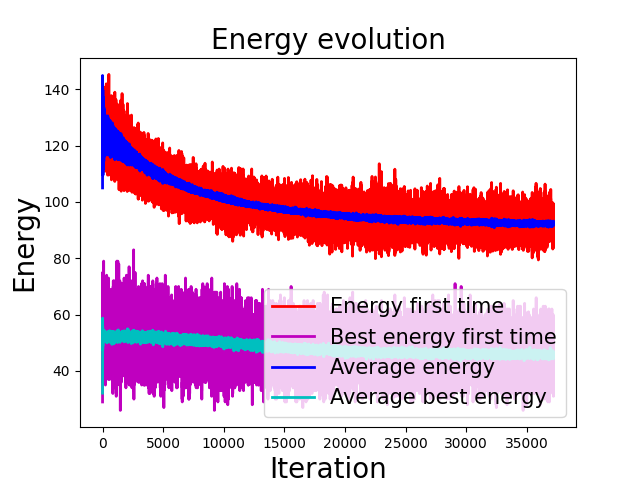 Energy evolution
140
120
100
80
60
40
Energy
Energy first time
Best energy first time
Average energy
Average best energy
0 5000 10000 15000 20000 25000 30000 35000
Iteration